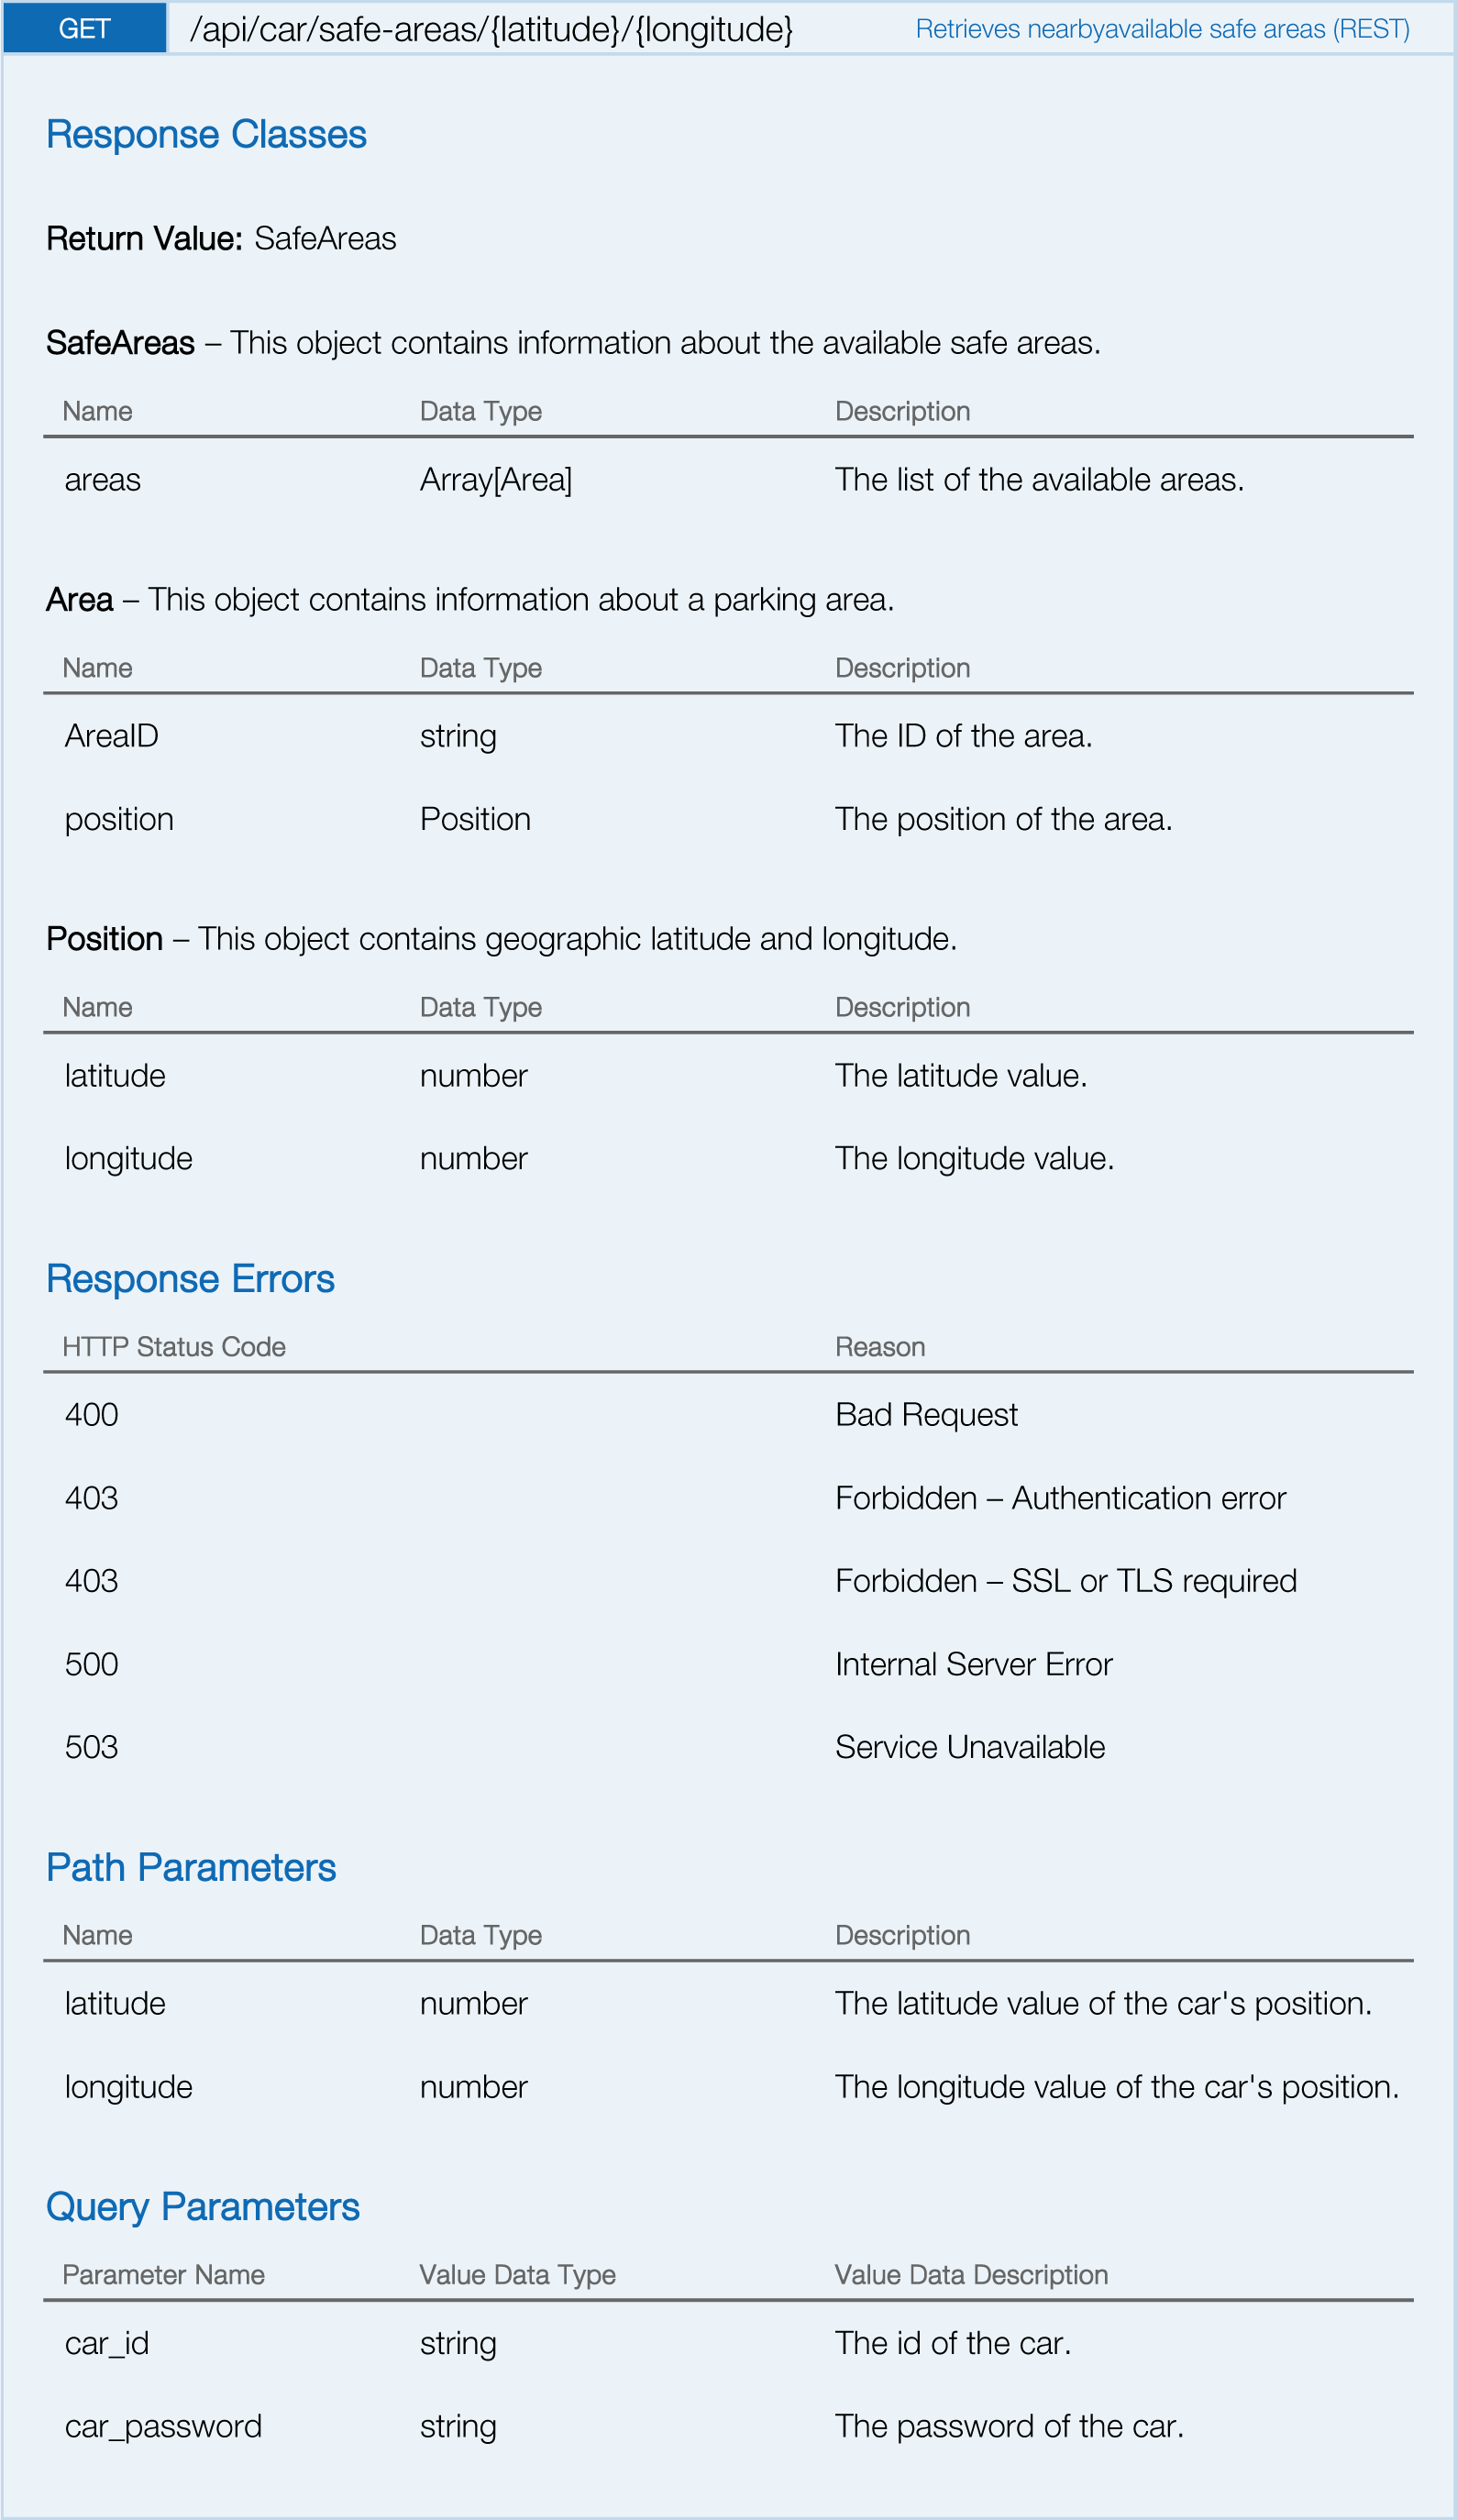 GET /api/car/safe-areas/{latitude}/{longitude} Retrieves nearbyavailable safe areas (REST)
Response Classes
Return Value: SafeAreas
SafeAreas – This object contains information about the available safe areas.
Name Data Type Description
areas Array[Area] The list of the available areas.
Area – This object contains information about a parking area.
Name Data Type Description
AreaID string The ID of the area.
position Position The position of the area.
Position – This object contains geographic latitude and longitude.
Name Data Type Description
latitude number The latitude value.
longitude number The longitude value.
Response Errors
HTTP Status Code Reason
400 Bad Request
403 Forbidden – Authentication error
403 Forbidden – SSL or TLS required
500 Internal Server Error
503 Service Unavailable
Path Parameters
Name Data Type Description
latitude number The latitude value of the car's position.
longitude number The longitude value of the car's position.
Query Parameters
Parameter Name Value Data Type Value Data Description
car_id string The id of the car.
car_password string The password of the car.